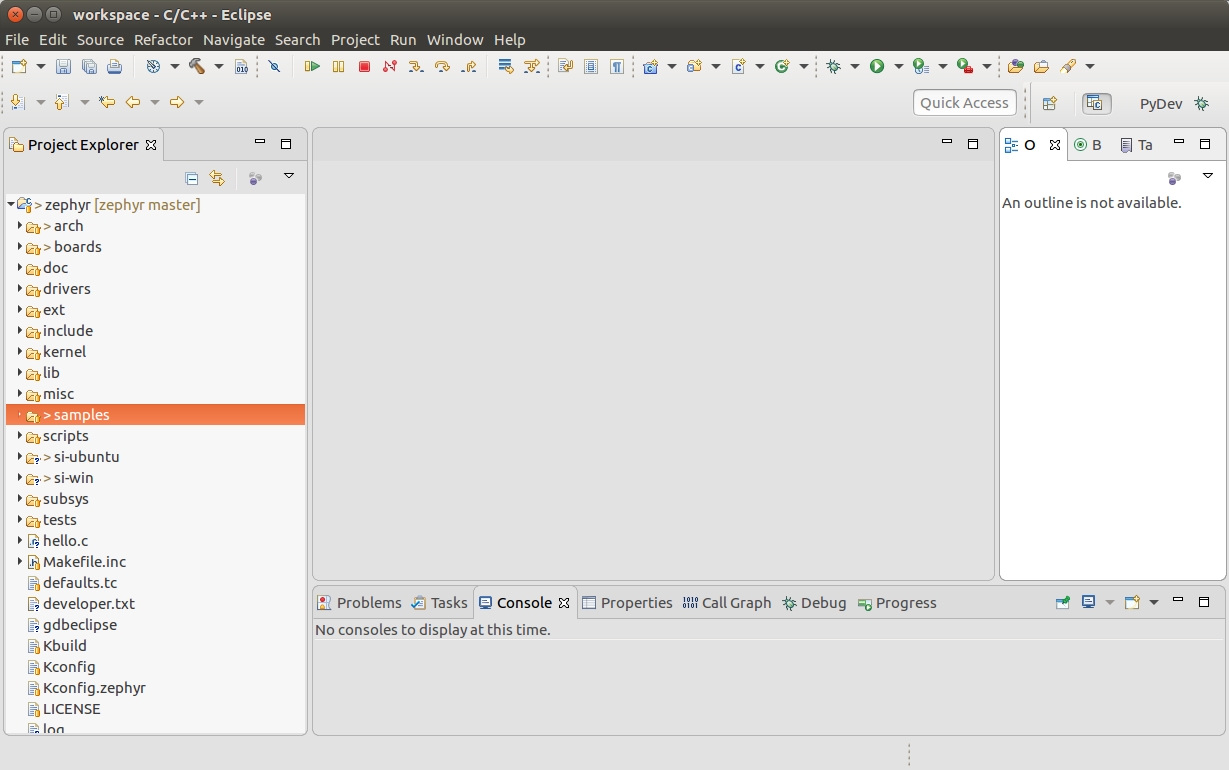 workspace - C/C++ - Eclipse
File Edit Source Refactor Navigate Search Project Run Window Help
Quick Access
PyDev
Project Explorer
O B Ta
An outline is not available.
> zephyr [zephyr master]
> arch
> boards
doc
drivers
ext
include
kernel
lib
misc
> samples
scripts
> si-ubuntu
> si-win
subsys
tests
hello.c
Makefile.inc
defaults.tc
developer.txt
gdbeclipse
Kbuild
Kconfig
Kconfig.zephyr
LICENSE
log
Problems Tasks Console Properties Call Graph Debug Progress
No consoles to display at this time.